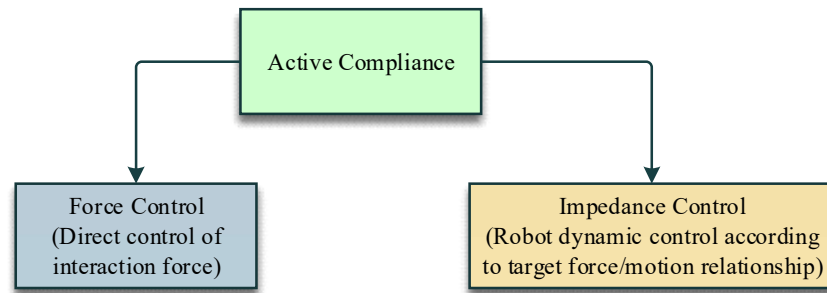 Active Compliance
Force Control
(Direct control of
interaction force)
Impedance Control
(Robot dynamic control according
to target force/motion relationship)